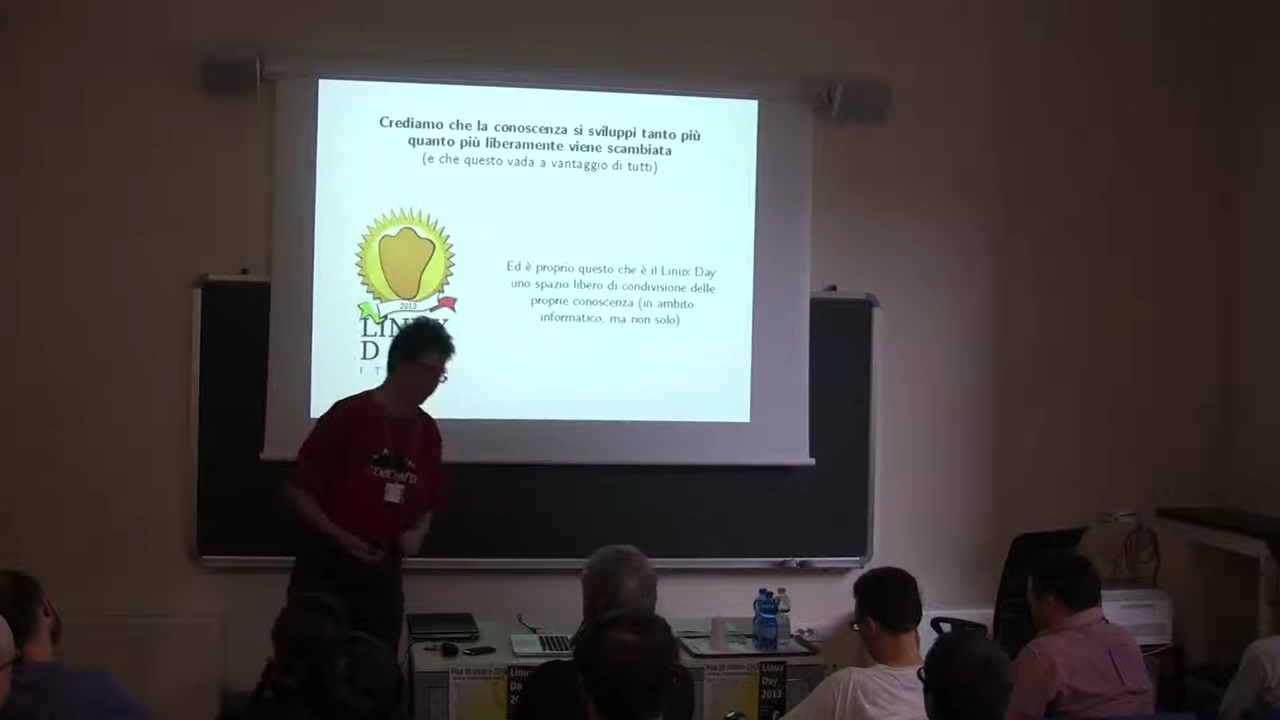 Crediamo che la conoscenza si sviluppi tanto più
quanto più liberamente viene scambiata
(e che questo vada a vantaggio di tutti)
Ed è proprio questo che è il Linux Day
uno spazio libero di condivisione delle
proprie conoscenza (in ambito
informatico, ma non solo)
2013
LINUX
D
I T
Linux
Day
2013